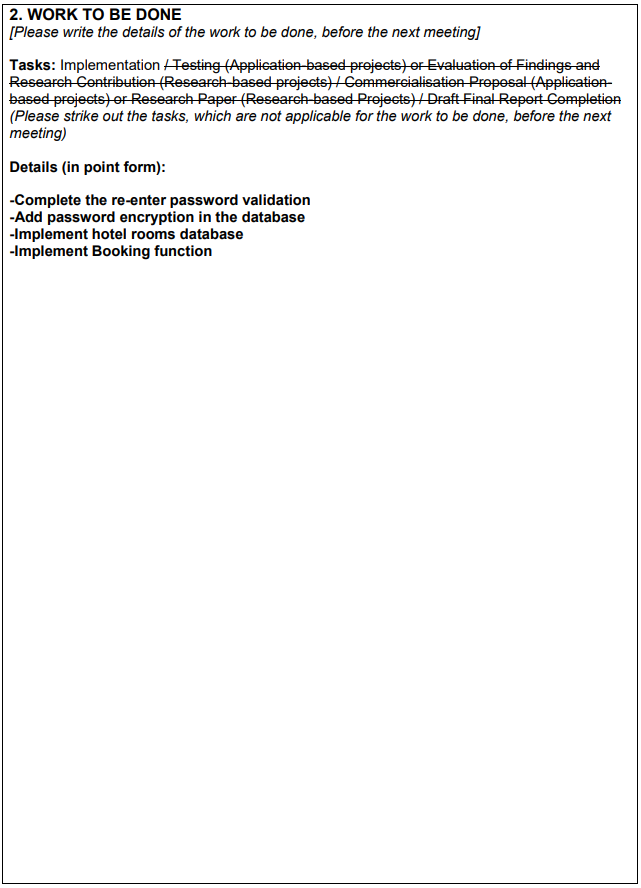 2. WORK TO BE DONE
[Please write the details of the work to be done, before the next meeting]
Tasks: Implementation / Testing (Application-based projects) or Evaluation of Findings and
Research Contribution (Research-based projects) / Commercialisation Proposal (Application-
based projects) or Research Paper (Research-based Projects) / Draft Final Report Completion
(Please strike out the tasks, which are not applicable for the work to be done, before the next
meeting)
Details (in point form):
-Complete the re-enter password validation
-Add password encryption in the database
-Implement hotel rooms database
-Implement Booking function